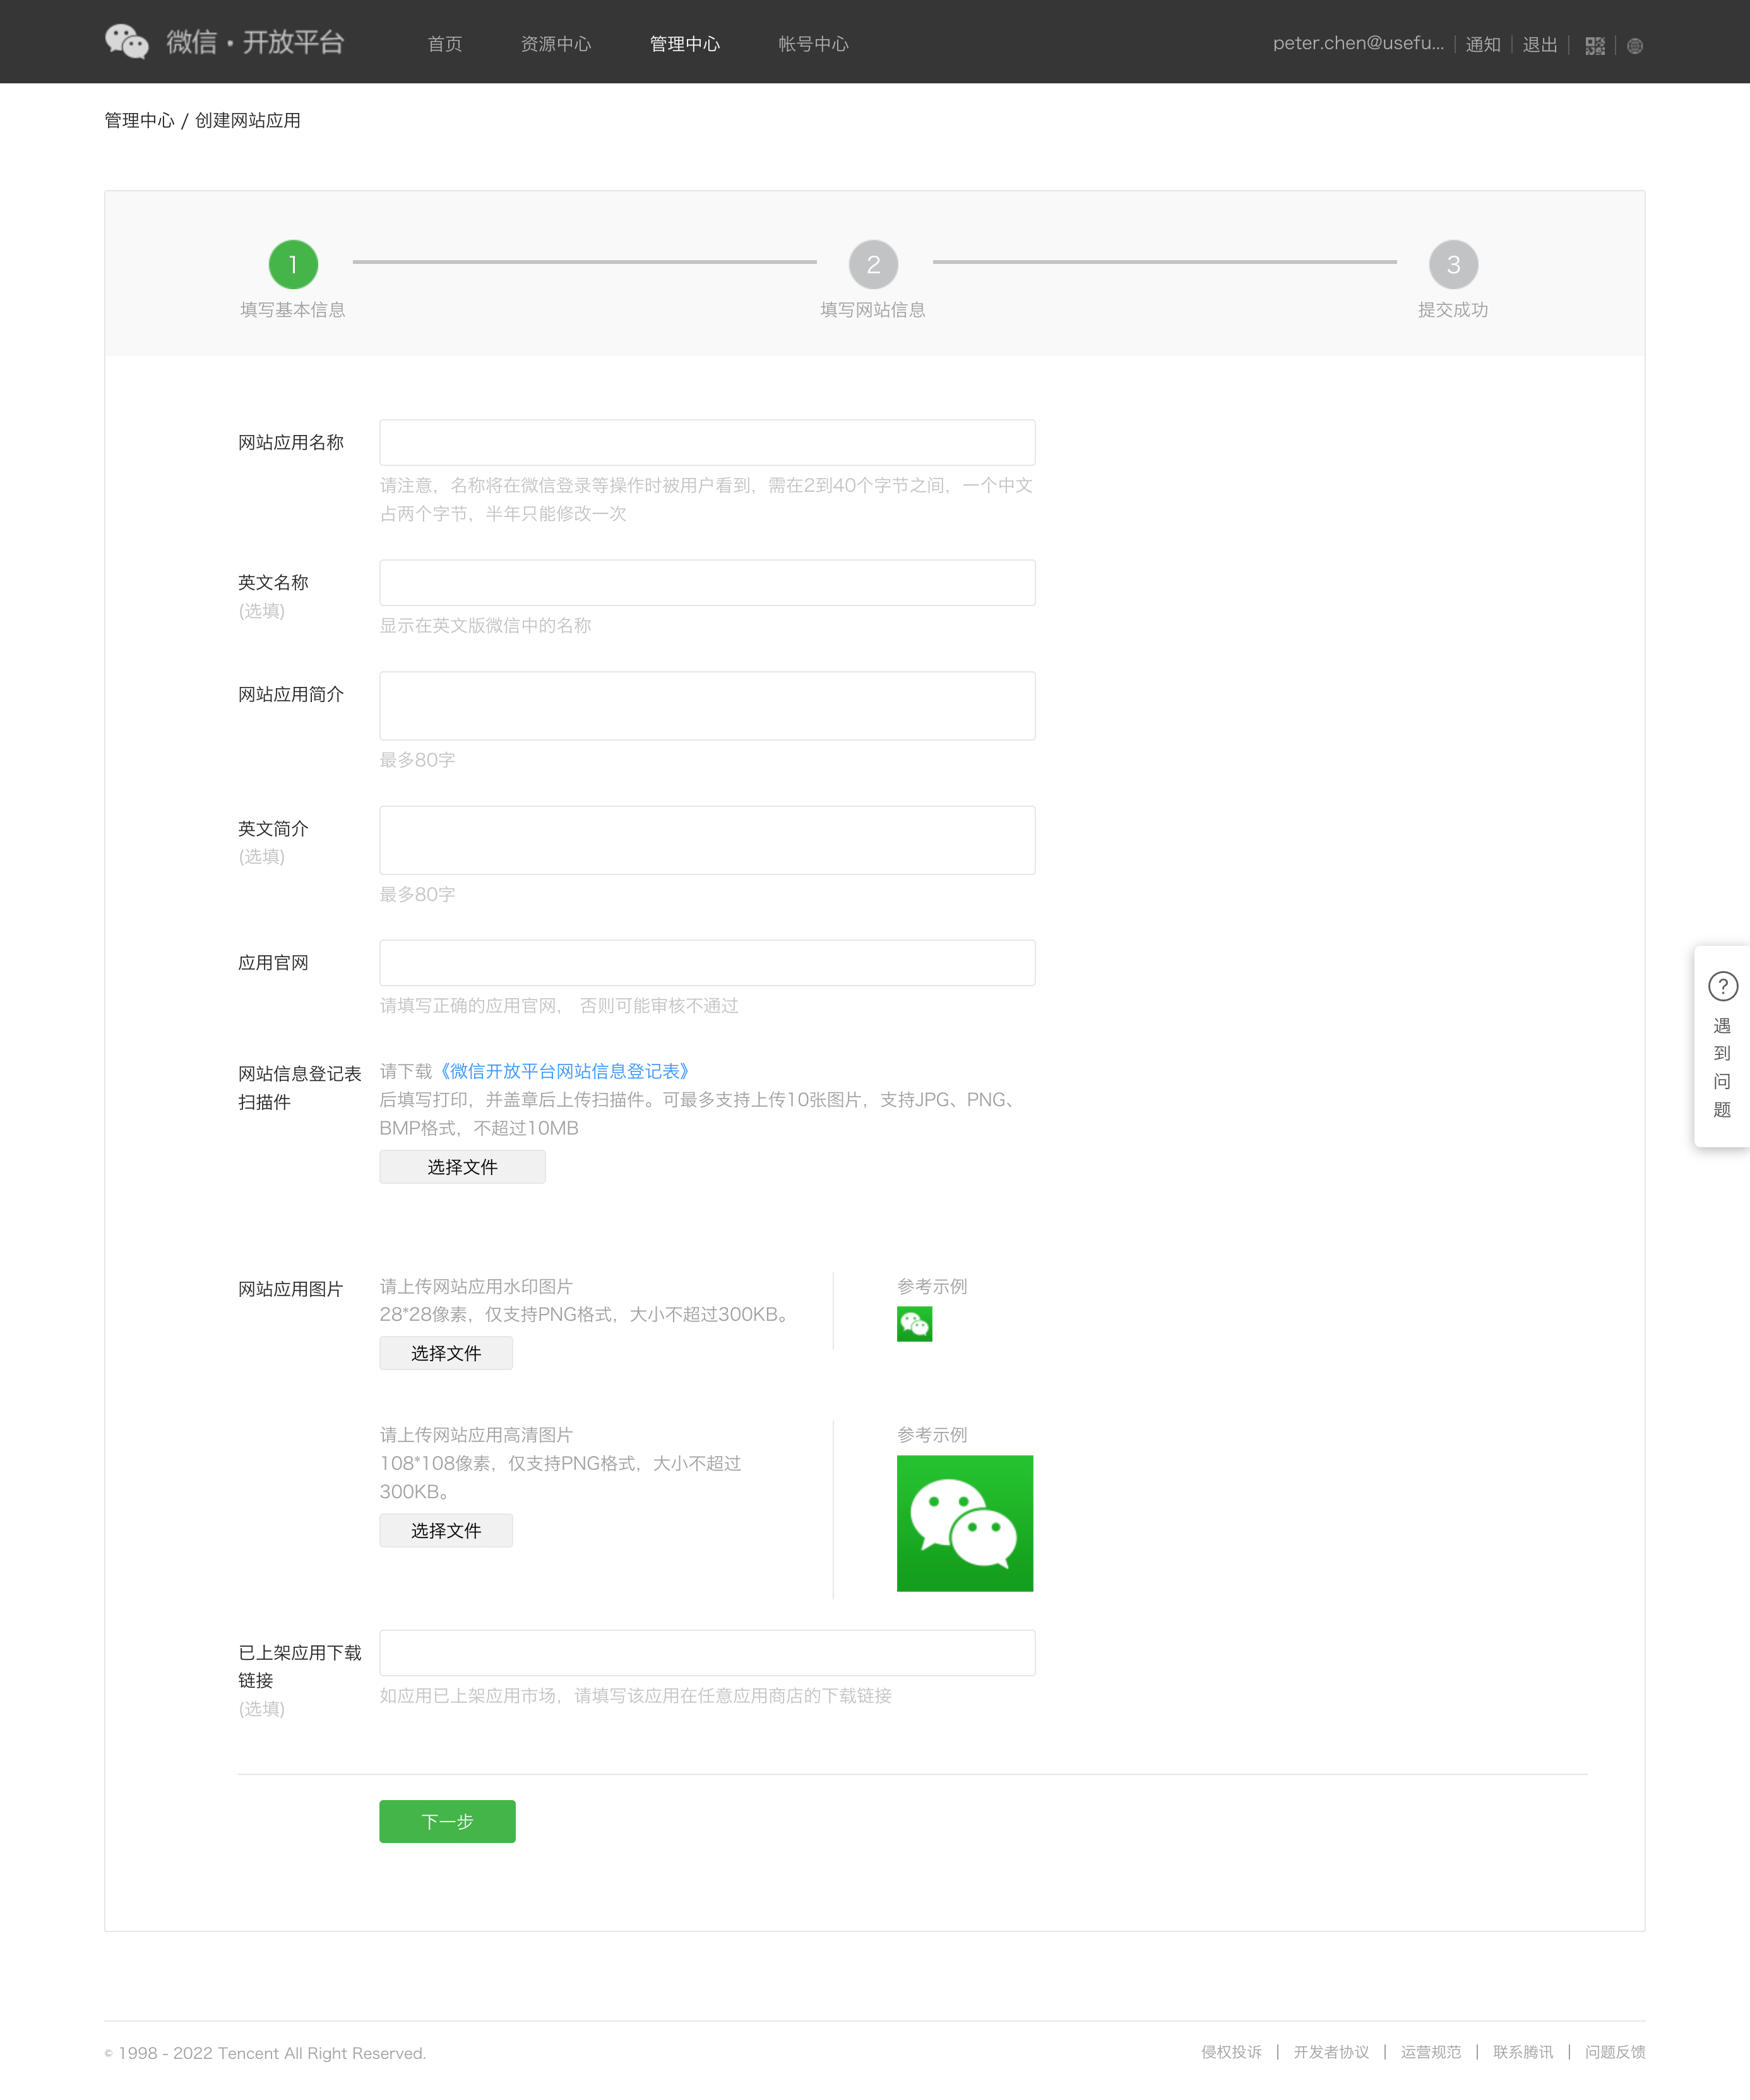 微信·开放平台
首页 资源中心 管理中心 帐号中心
peter.chen@usefu... 通知 退出
管理中心 / 创建网站应用
1 2 3
填写基本信息 填写网站信息 提交成功
网站应用名称
请注意，名称将在微信登录等操作时被用户看到，需在2到40个字节之间，一个中文
占两个字节，半年只能修改一次
英文名称
(选填)
显示在英文版微信中的名称
网站应用简介
最多80字
英文简介
(选填)
最多80字
应用官网
请填写正确的应用官网， 否则可能审核不通过
网站信息登记表
扫描件
请下载《微信开放平台网站信息登记表》
后填写打印，并盖章后上传扫描件。可最多支持上传10张图片，支持JPG、PNG、
BMP格式，不超过10MB
选择文件
网站应用图片
请上传网站应用水印图片
28*28像素，仅支持PNG格式，大小不超过300KB。
选择文件
参考示例
请上传网站应用高清图片
108*108像素，仅支持PNG格式，大小不超过
300KB。
选择文件
参考示例
已上架应用下载
链接
(选填)
如应用已上架应用市场，请填写该应用在任意应用商店的下载链接
下一步
?
遇
到
问
题
© 1998 - 2022 Tencent All Right Reserved.
侵权投诉 | 开发者协议 | 运营规范 | 联系腾讯 | 问题反馈